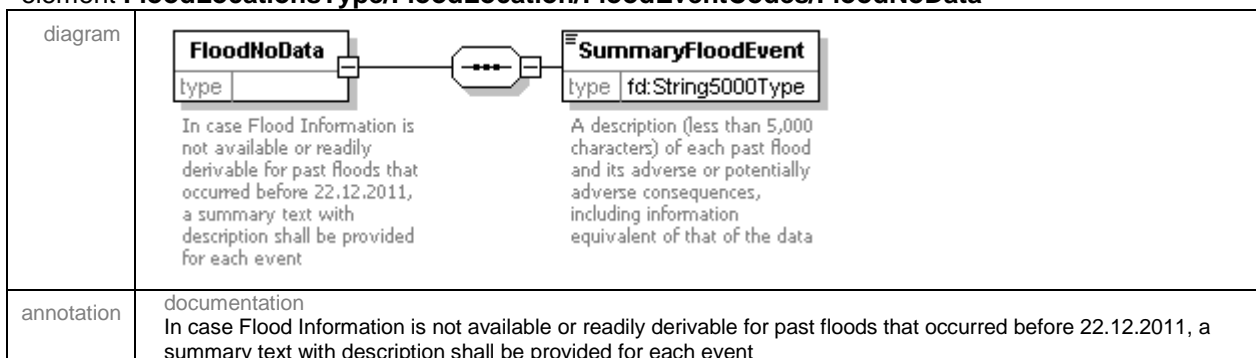 element FloodLocationsType/FloodLocation/FloodEventCodes/FloodNoData
diagram
FloodNoData
type
SummaryFloodEvent
type fd:String5000Type
In case Flood Information is
not available or readily
derivable for past floods that
occurred before 22.12.2011,
a summary text with
description shall be provided
for each event
A description (less than 5,000
characters) of each past flood
and its adverse or potentially
adverse consequences,
including information
equivalent of that of the data
annotation
documentation
In case Flood Information is not available or readily derivable for past floods that occurred before 22.12.2011, a
summary text with description shall be provided for each event